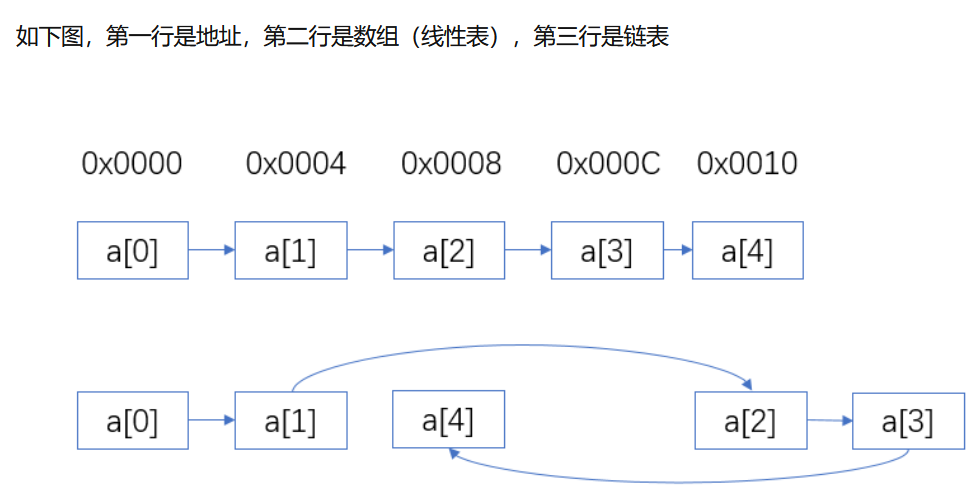 如下图，第一行是地址，第二行是数组（线性表），第三行是链表
0x0000 0x0004 0x0008 0x000C 0x0010
a[0] a[1] a[2] a[3] a[4]
a[0] a[1] a[4] a[2] a[3]